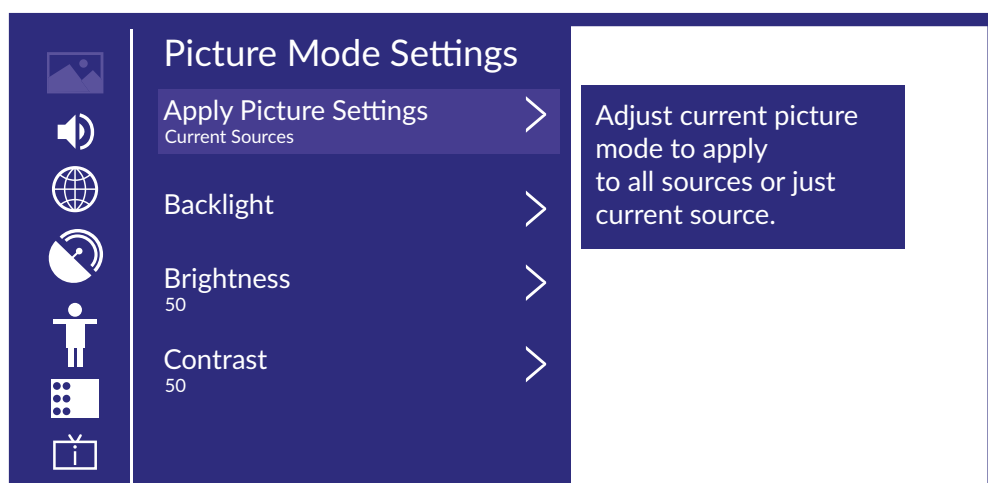 Picture Mode Settings
Apply Picture Settings
Current Sources
Backlight
Brightness
50
Contrast
50
Adjust current picture
mode to apply
to all sources or just
current source.
i